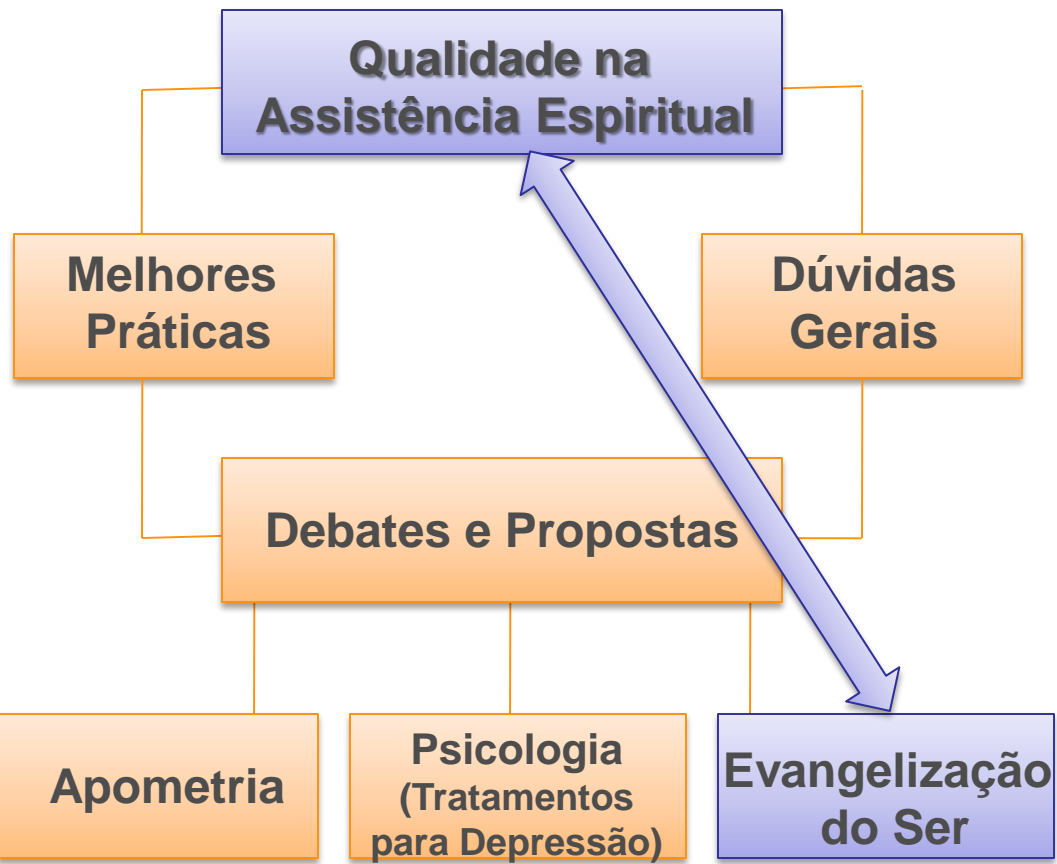 Qualidade na
Assistência Espiritual
Melhores
Práticas
Dúvidas
Gerais
Debates e Propostas
Apometria
Psicologia
(Tratamentos
para Depressão)
Evangelização
do Ser